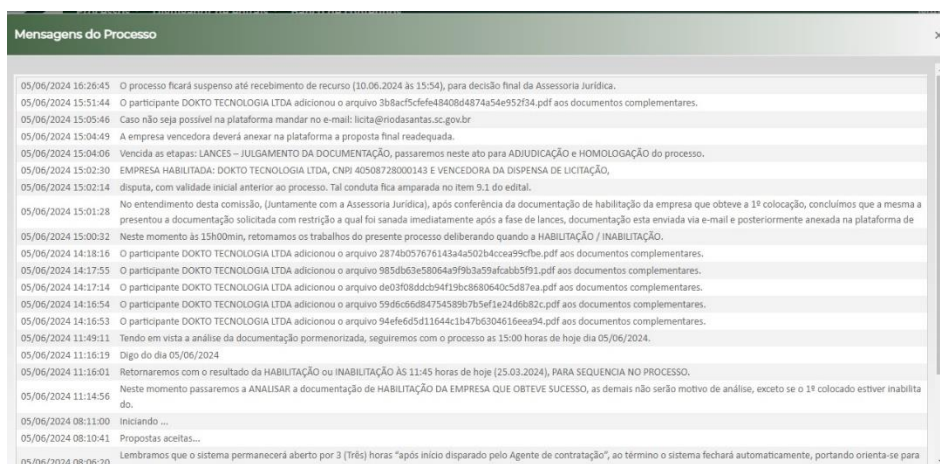 Mensagens do Processo
05/06/2024 16:26:45 O processo ficará suspenso até recebimento de recurso (10.06.2024 às 15:54), para decisão final da Assessoria Jurídica.
05/06/2024 15:51:44 O participante DOKTO TECNOLOGIA LTDA adicionou o arquivo 3b8acf5cfefe48408d4874a54e952f34.pdf aos documentos complementares.
05/06/2024 15:05:46 Caso não seja possível na plataforma mandar no e-mail: licita@riodasantas.sc.gov.br
05/06/2024 15:04:49 A empresa vencedora deverá anexar na plataforma a proposta final readequada.
05/06/2024 15:04:06 Vencida as etapas: LANCES – JULGAMENTO DA DOCUMENTAÇÃO, passaremos neste ato para ADJUDICAÇÃO e HOMOLOGAÇÃO do processo.
05/06/2024 15:02:30 EMPRESA HABILITADA: DOKTO TECNOLOGIA LTDA, CNPJ 40508728000143 E VENCEDORA DA DISPENSA DE LICITAÇÃO,
05/06/2024 15:02:14 disputa, com validade inicial anterior ao processo. Tal conduta fica amparada no item 9.1 do edital.
05/06/2024 15:01:28 No entendimento desta comissão, (Juntamente com a Assessoria Jurídica), após conferência da documentação de habilitação da empresa que obteve a 1ª colocação, concluímos que a mesma a
presentou a documentação solicitada com restrição a qual foi sanada imediatamente após a fase de lances, documentação esta enviada via e-mail e posteriormente anexada na plataforma de
05/06/2024 15:00:32 Neste momento às 15h00min, retomamos os trabalhos do presente processo deliberando quando a HABILITAÇÃO / INABILITAÇÃO.
05/06/2024 14:18:16 O participante DOKTO TECNOLOGIA LTDA adicionou o arquivo 2874b057676143a4a502b4ccea99cfbe.pdf aos documentos complementares.
05/06/2024 14:17:55 O participante DOKTO TECNOLOGIA LTDA adicionou o arquivo 985db63e58064a9f9b3a59afcabb5f91.pdf aos documentos complementares.
05/06/2024 14:17:14 O participante DOKTO TECNOLOGIA LTDA adicionou o arquivo de03f08ddcb94f19bc8680640c5d87ea.pdf aos documentos complementares.
05/06/2024 14:16:54 O participante DOKTO TECNOLOGIA LTDA adicionou o arquivo 59d6c66d84754589b7b5ef1e24d6b82c.pdf aos documentos complementares.
05/06/2024 14:16:53 O participante DOKTO TECNOLOGIA LTDA adicionou o arquivo 94efe6d5d11644c1b47b6304616eea94.pdf aos documentos complementares.
05/06/2024 11:49:11 Tendo em vista a análise da documentação pormenorizada, seguiremos com o processo as 15:00 horas de hoje dia 05/06/2024.
05/06/2024 11:16:19 Digo do dia 05/06/2024
05/06/2024 11:16:01 Retornaremos com o resultado da HABILITAÇÃO ou INABILITAÇÃO ÀS 11:45 horas de hoje (25.03.2024), PARA SEQUENCIA NO PROCESSO.
05/06/2024 11:14:56 Neste momento passaremos a ANALISAR a documentação de HABILITAÇÃO DA EMPRESA QUE OBTEVE SUCESSO, as demais não serão motivo de análise, exceto se o 1º colocado estiver inabilita
do.
05/06/2024 08:11:00 Iniciando ...
05/06/2024 08:10:41 Propostas aceitas...
05/06/2024 08:06:20 Lembramos que o sistema permanecerá aberto por 3 (Três) horas "após início disparado pelo Agente de contratação", ao término o sistema fechará automaticamente, portando orienta-se para